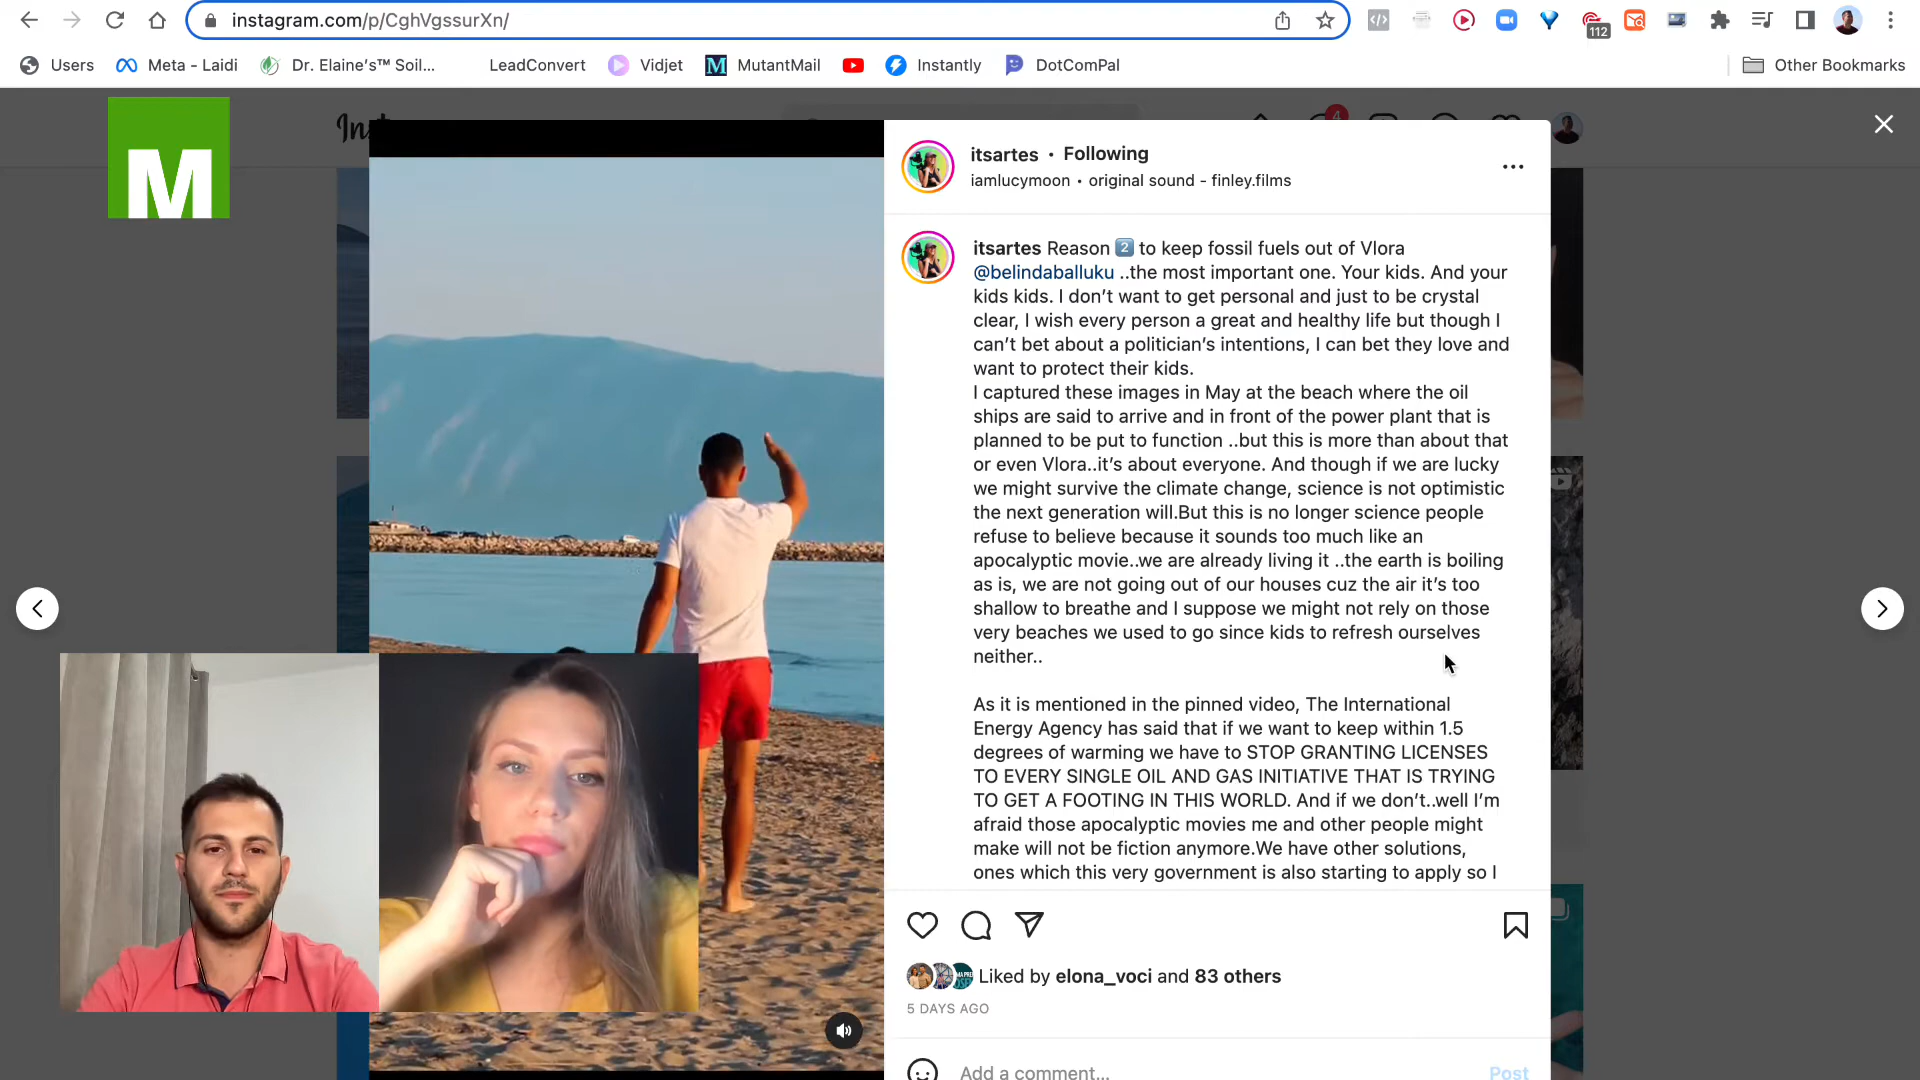 instagram.com/p/CghVgssurXn/
112
Users
Meta - Laidi
Dr. Elaine's™ Soil...
LeadConvert
Vidjet
MutantMail
Instantly
DotComPal
Other Bookmarks
M
4
itsartes • Following
iamlucymoon • original sound - finley.films
itsartes Reason 2 to keep fossil fuels out of Vlora
@belindaballuku ..the most important one. Your kids. And your
kids kids. I don't want to get personal and just to be crystal
clear, I wish every person a great and healthy life but though I
can't bet about a politician's intentions, I can bet they love and
want to protect their kids.
I captured these images in May at the beach where the oil
ships are said to arrive and in front of the power plant that is
planned to be put to function ..but this is more than about that
or even Vlora..it's about everyone. And though if we are lucky
we might survive the climate change, science is not optimistic
the next generation will.But this is no longer science people
refuse to believe because it sounds too much like an
apocalyptic movie..we are already living it ..the earth is boiling
as is, we are not going out of our houses cuz the air it's too
shallow to breathe and I suppose we might not rely on those
very beaches we used to go since kids to refresh ourselves
neither..
As it is mentioned in the pinned video, The International
Energy Agency has said that if we want to keep within 1.5
degrees of warming we have to STOP GRANTING LICENSES
TO EVERY SINGLE OIL AND GAS INITIATIVE THAT IS TRYING
TO GET A FOOTING IN THIS WORLD. And if we don't..well I'm
afraid those apocalyptic movies me and other people might
make will not be fiction anymore.We have other solutions,
ones which this very government is also starting to apply so I
Liked by elona_voci and 83 others
5 DAYS AGO
Add a comment...
Post